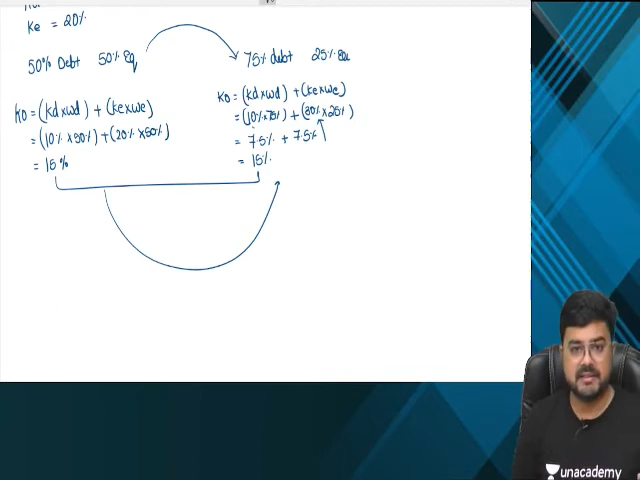 Ke = 20%
50% Debt 50% Eq
75% debt 25% Eq
Ko = (Kd x wd) + (Ke x we)
= (10% x 50%) + (20% x 50%)
= 15%
Ko = (Kd x wd) + (Ke x we)
= (10% x 75%) + (30% x 25%)
= 7.5% + 7.5%
= 15%
unacademy